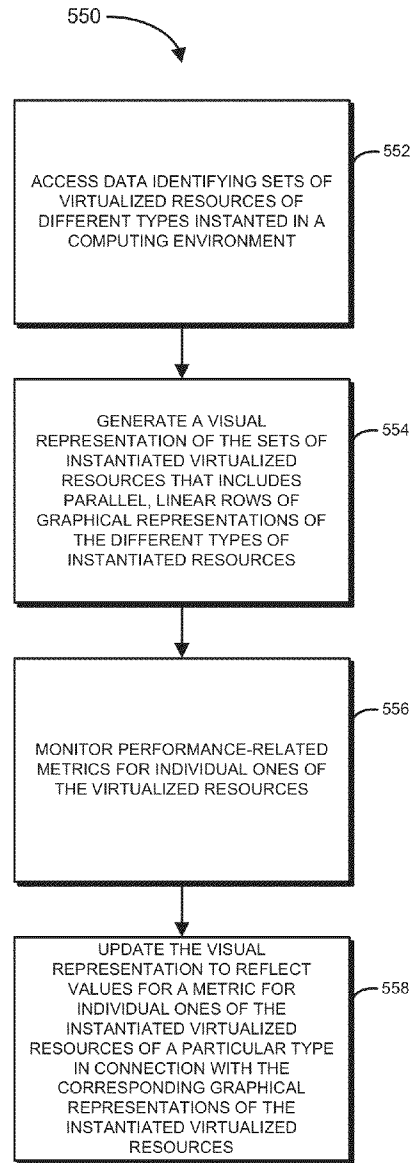 550
552
ACCESS DATA IDENTIFYING SETS OF
VIRTUALIZED RESOURCES OF
DIFFERENT TYPES INSTANTED IN A
COMPUTING ENVIRONMENT
554
GENERATE A VISUAL
REPRESENTATION OF THE SETS OF
INSTANTIATED VIRTUALIZED
RESOURCES THAT INCLUDES
PARALLEL, LINEAR ROWS OF
GRAPHICAL REPRESENTATIONS OF
THE DIFFERENT TYPES OF
INSTANTIATED RESOURCES
556
MONITOR PERFORMANCE-RELATED
METRICS FOR INDIVIDUAL ONES OF
THE VIRTUALIZED RESOURCES
558
UPDATE THE VISUAL
REPRESENTATION TO REFLECT
VALUES FOR A METRIC FOR
INDIVIDUAL ONES OF THE
INSTANTIATED VIRTUALIZED
RESOURCES OF A PARTICULAR TYPE
IN CONNECTION WITH THE
CORRESPONDING GRAPHICAL
REPRESENTATIONS OF THE
INSTANTIATED VIRTUALIZED
RESOURCES